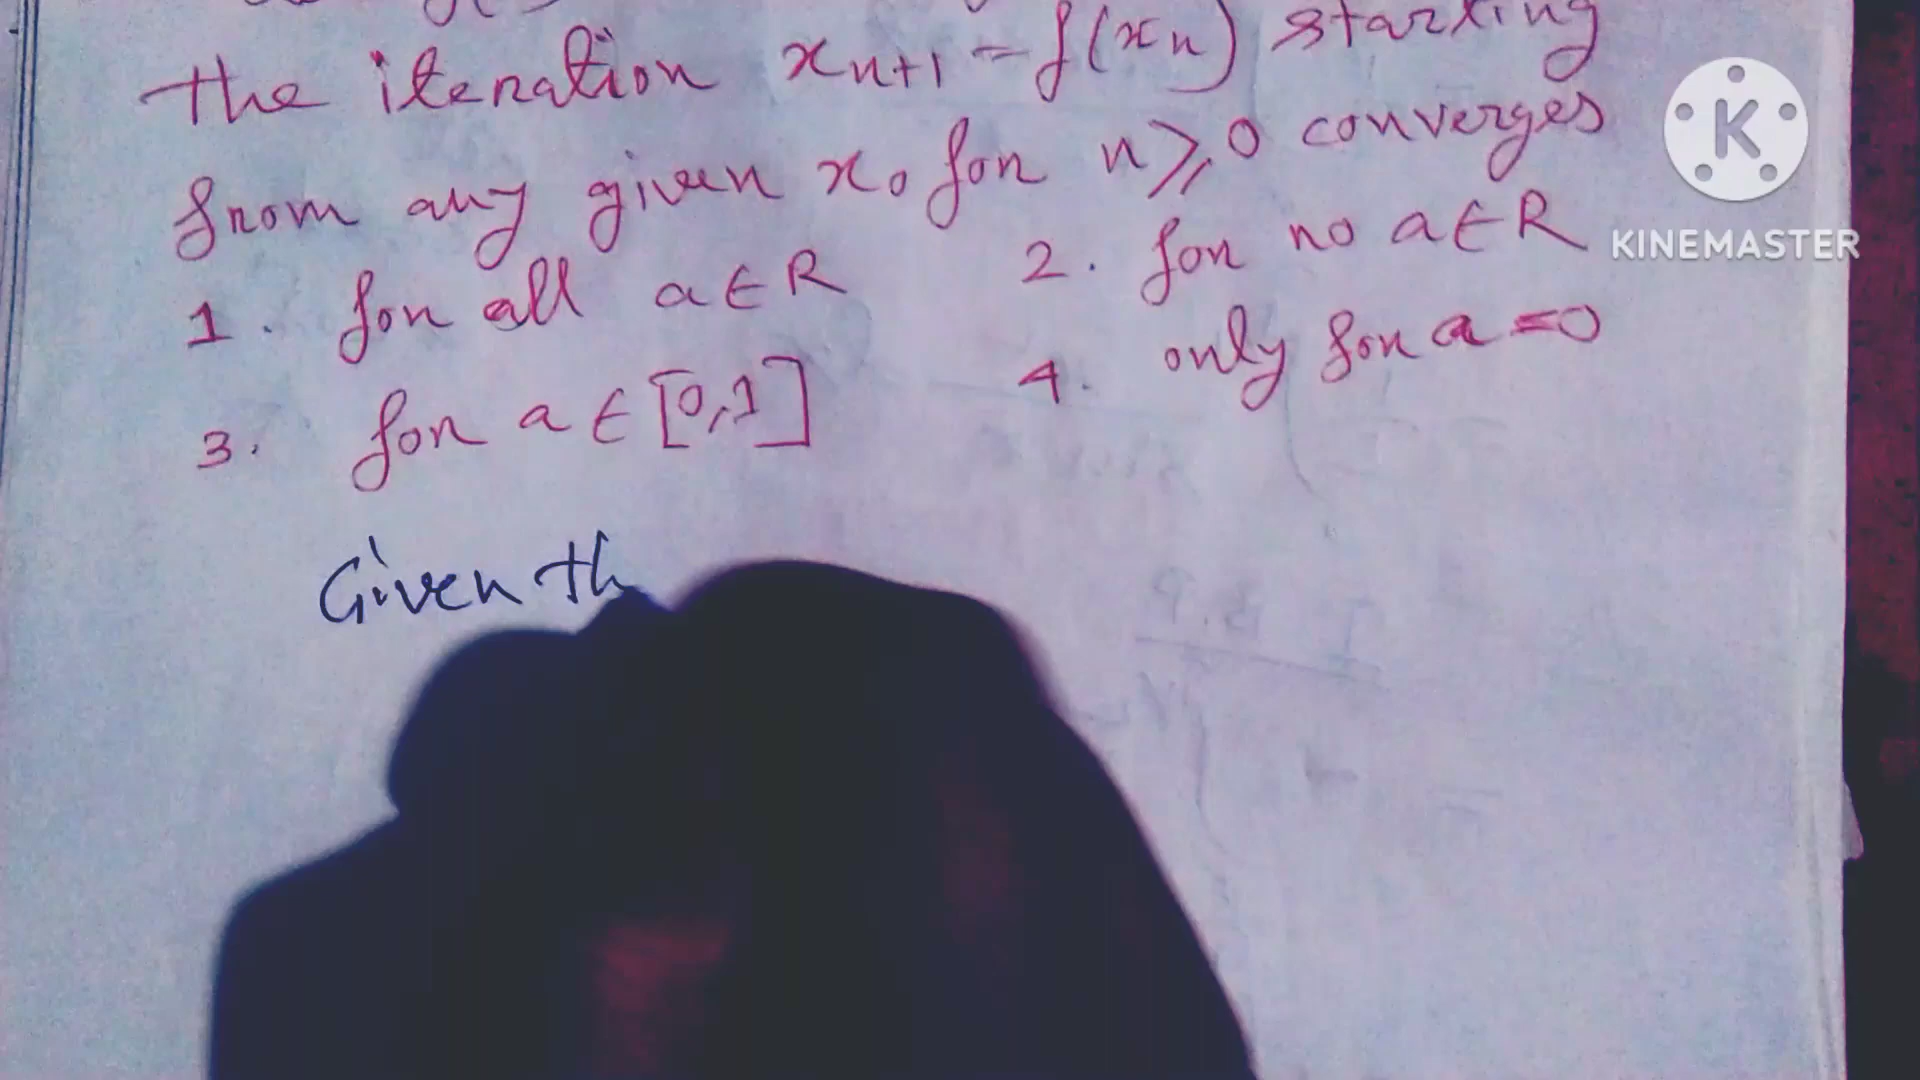 the iteration xₙ₊₁ = f(xₙ) starting
from any given x₀ for n ≥ 0 converges
1. for all a ∈ R 2. for no a ∈ R
3. for a ∈ [0,1] 4. only for a = 0
Given th
K
KINEMASTER